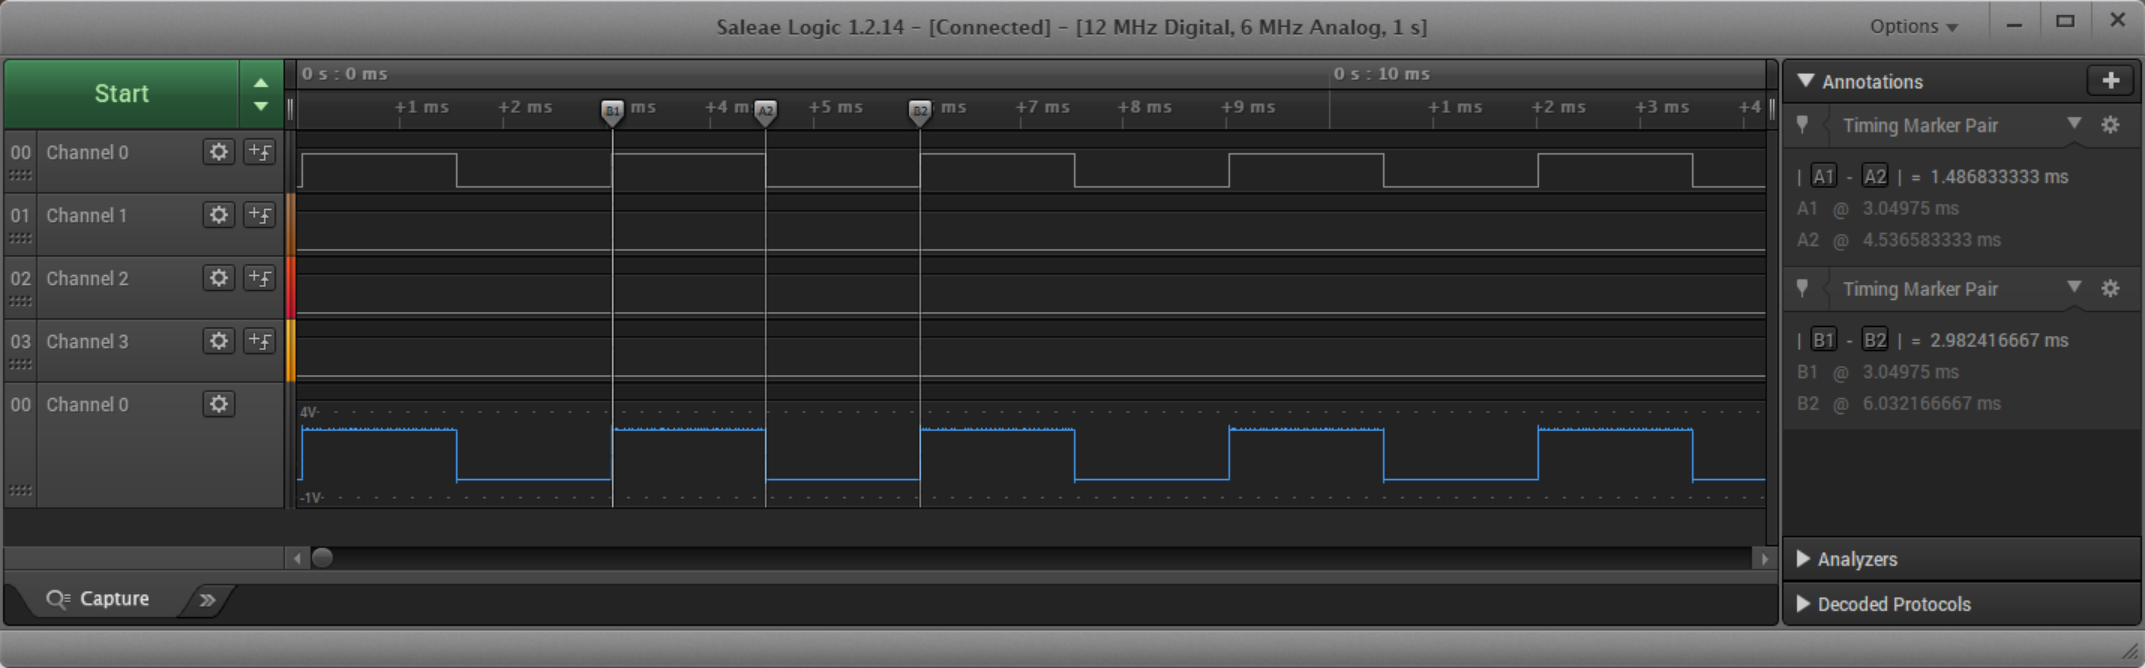 Saleae Logic 1.2.14 - [Connected] - [12 MHz Digital, 6 MHz Analog, 1 s]
Options
Start
0 s : 0 ms
0 s : 10 ms
+1 ms
+2 ms
B1
ms
+4 m
A2
+5 ms
B2
ms
+7 ms
+8 ms
+9 ms
+1 ms
+2 ms
+3 ms
+4
00 Channel 0
01 Channel 1
02 Channel 2
03 Channel 3
00 Channel 0
4V
-1V
Capture
Annotations
Timing Marker Pair
| A1 - A2 | = 1.486833333 ms
A1 @ 3.04975 ms
A2 @ 4.536583333 ms
Timing Marker Pair
| B1 - B2 | = 2.982416667 ms
B1 @ 3.04975 ms
B2 @ 6.032166667 ms
Analyzers
Decoded Protocols